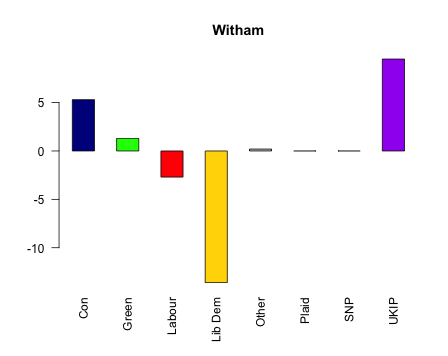 Witham
5
0
-5
-10
Con
Green
Labour
Lib Dem
Other
Plaid
SNP
UKIP